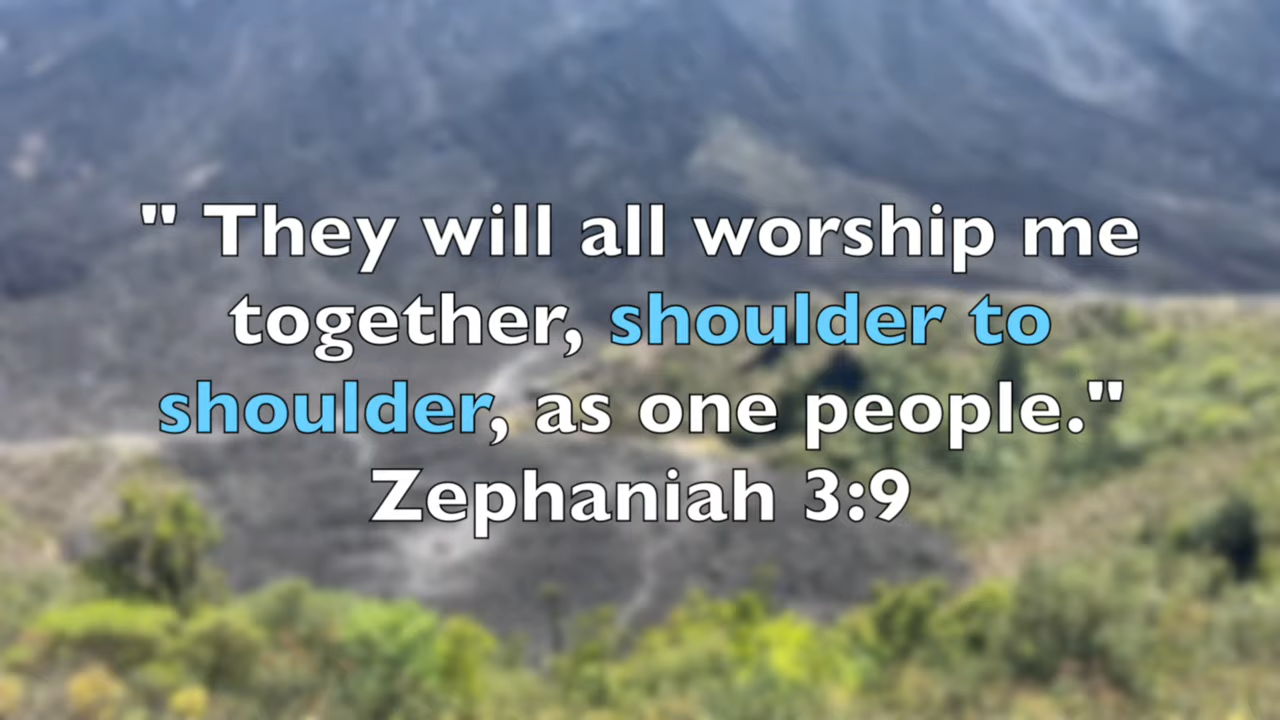 " They will all worship me
together, shoulder to
shoulder, as one people."
Zephaniah 3:9